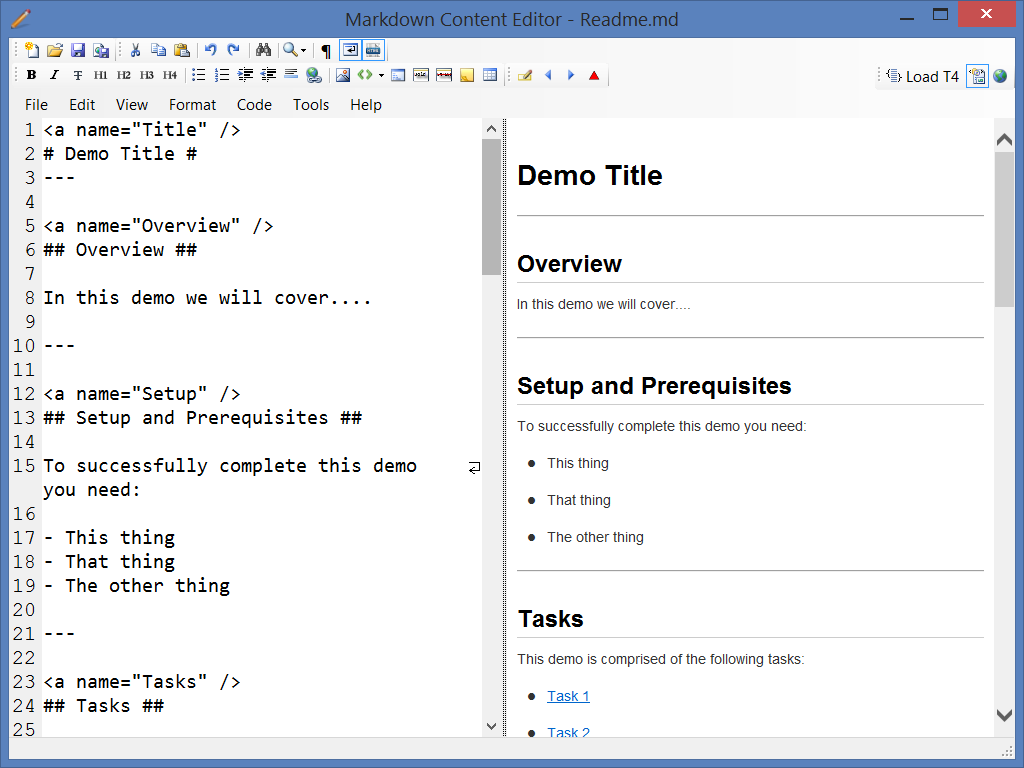 Markdown Content Editor - Readme.md
B I T H1 H2 H3 H4
Load T4
File Edit View Format Code Tools Help
1 <a name="Title" />
2 # Demo Title #
3 ---
4
5 <a name="Overview" />
6 ## Overview ##
7
8 In this demo we will cover....
9
10 ---
11
12 <a name="Setup" />
13 ## Setup and Prerequisites ##
14
15 To successfully complete this demo
you need:
16
17 - This thing
18 - That thing
19 - The other thing
20
21 ---
22
23 <a name="Tasks" />
24 ## Tasks ##
25
Demo Title
Overview
In this demo we will cover....
Setup and Prerequisites
To successfully complete this demo you need:
● This thing
● That thing
● The other thing
Tasks
This demo is comprised of the following tasks:
● Task 1
● Task 2